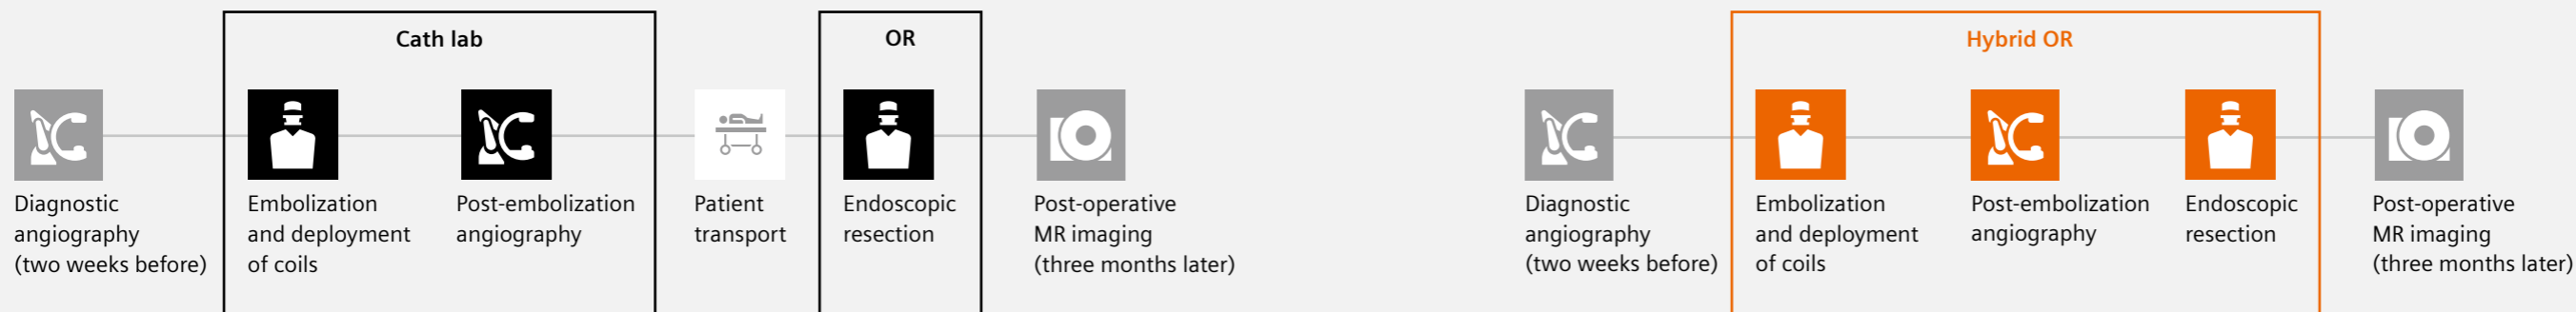 Cath lab
OR
Diagnostic
angiography
(two weeks before)
Embolization
and deployment
of coils
Post-embolization
angiography
Patient
transport
Endoscopic
resection
Post-operative
MR imaging
(three months later)
Hybrid OR
Diagnostic
angiography
(two weeks before)
Embolization
and deployment
of coils
Post-embolization
angiography
Endoscopic
resection
Post-operative
MR imaging
(three months later)